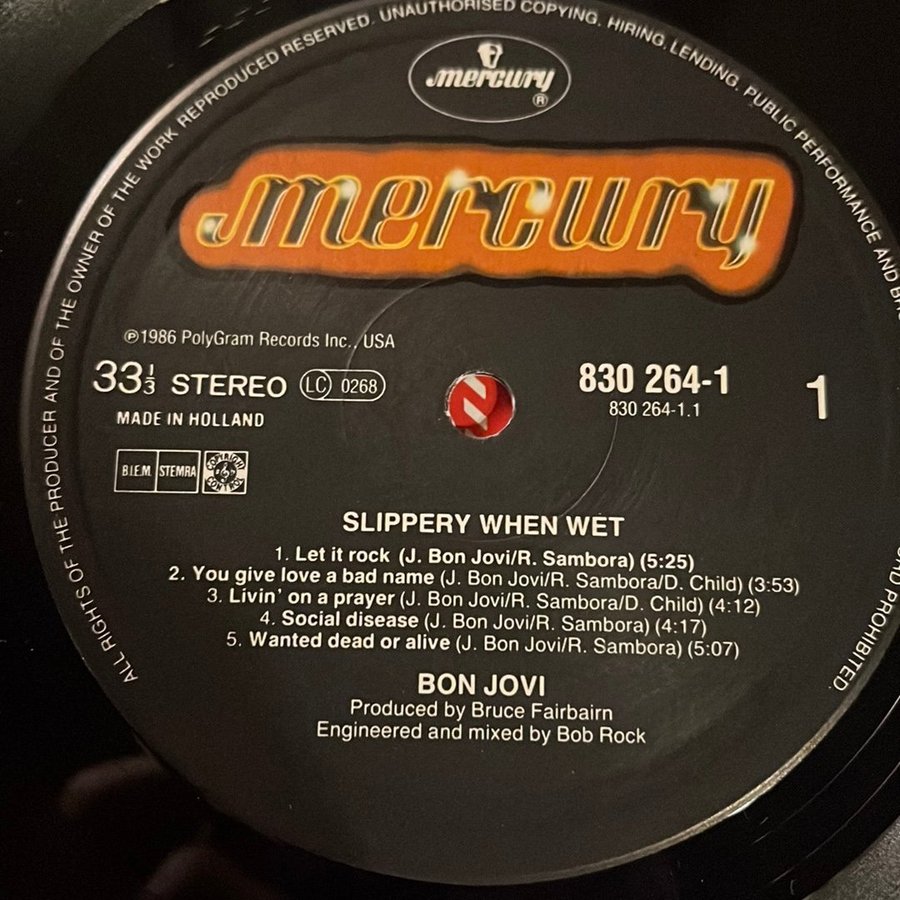 ALL RIGHTS OF THE PRODUCER AND OF THE OWNER OF THE WORK REPRODUCED RESERVED. UNAUTHORISED COPYING. HIRING, LENDING. PUBLIC PERFORMANCE AND PROHIBITED.
mercury
®
mercury
℗1986 PolyGram Records Inc., USA
33⅓ STEREO LC 0268
MADE IN HOLLAND
830 264-1
830 264-1.1
1
B.I.E.M. STEMRA COPYRIGHT CONTROL
SLIPPERY WHEN WET
1. Let it rock (J. Bon Jovi/R. Sambora) (5:25)
2. You give love a bad name (J. Bon Jovi/R. Sambora/D. Child) (3:53)
3. Livin' on a prayer (J. Bon Jovi/R. Sambora/D. Child) (4:12)
4. Social disease (J. Bon Jovi/R. Sambora) (4:17)
5. Wanted dead or alive (J. Bon Jovi/R. Sambora) (5:07)
BON JOVI
Produced by Bruce Fairbairn
Engineered and mixed by Bob Rock